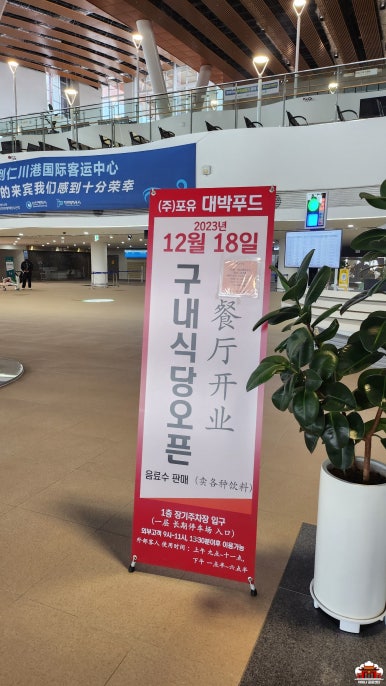 到仁川港国际客运中心
的来宾我们感到十分荣幸
(주)포유 대박푸드
2023년
12월 18일
구내식당오픈
餐厅开业
음료수 판매 (卖各种饮料)
1층 장기주차장 입구
(一层 长期停车场 入口)
외부고객 9시~11시, 13:30분이후 이용가능
外部客人 使用时间: 上午 九点~十一点,
下午 一点半~六点半